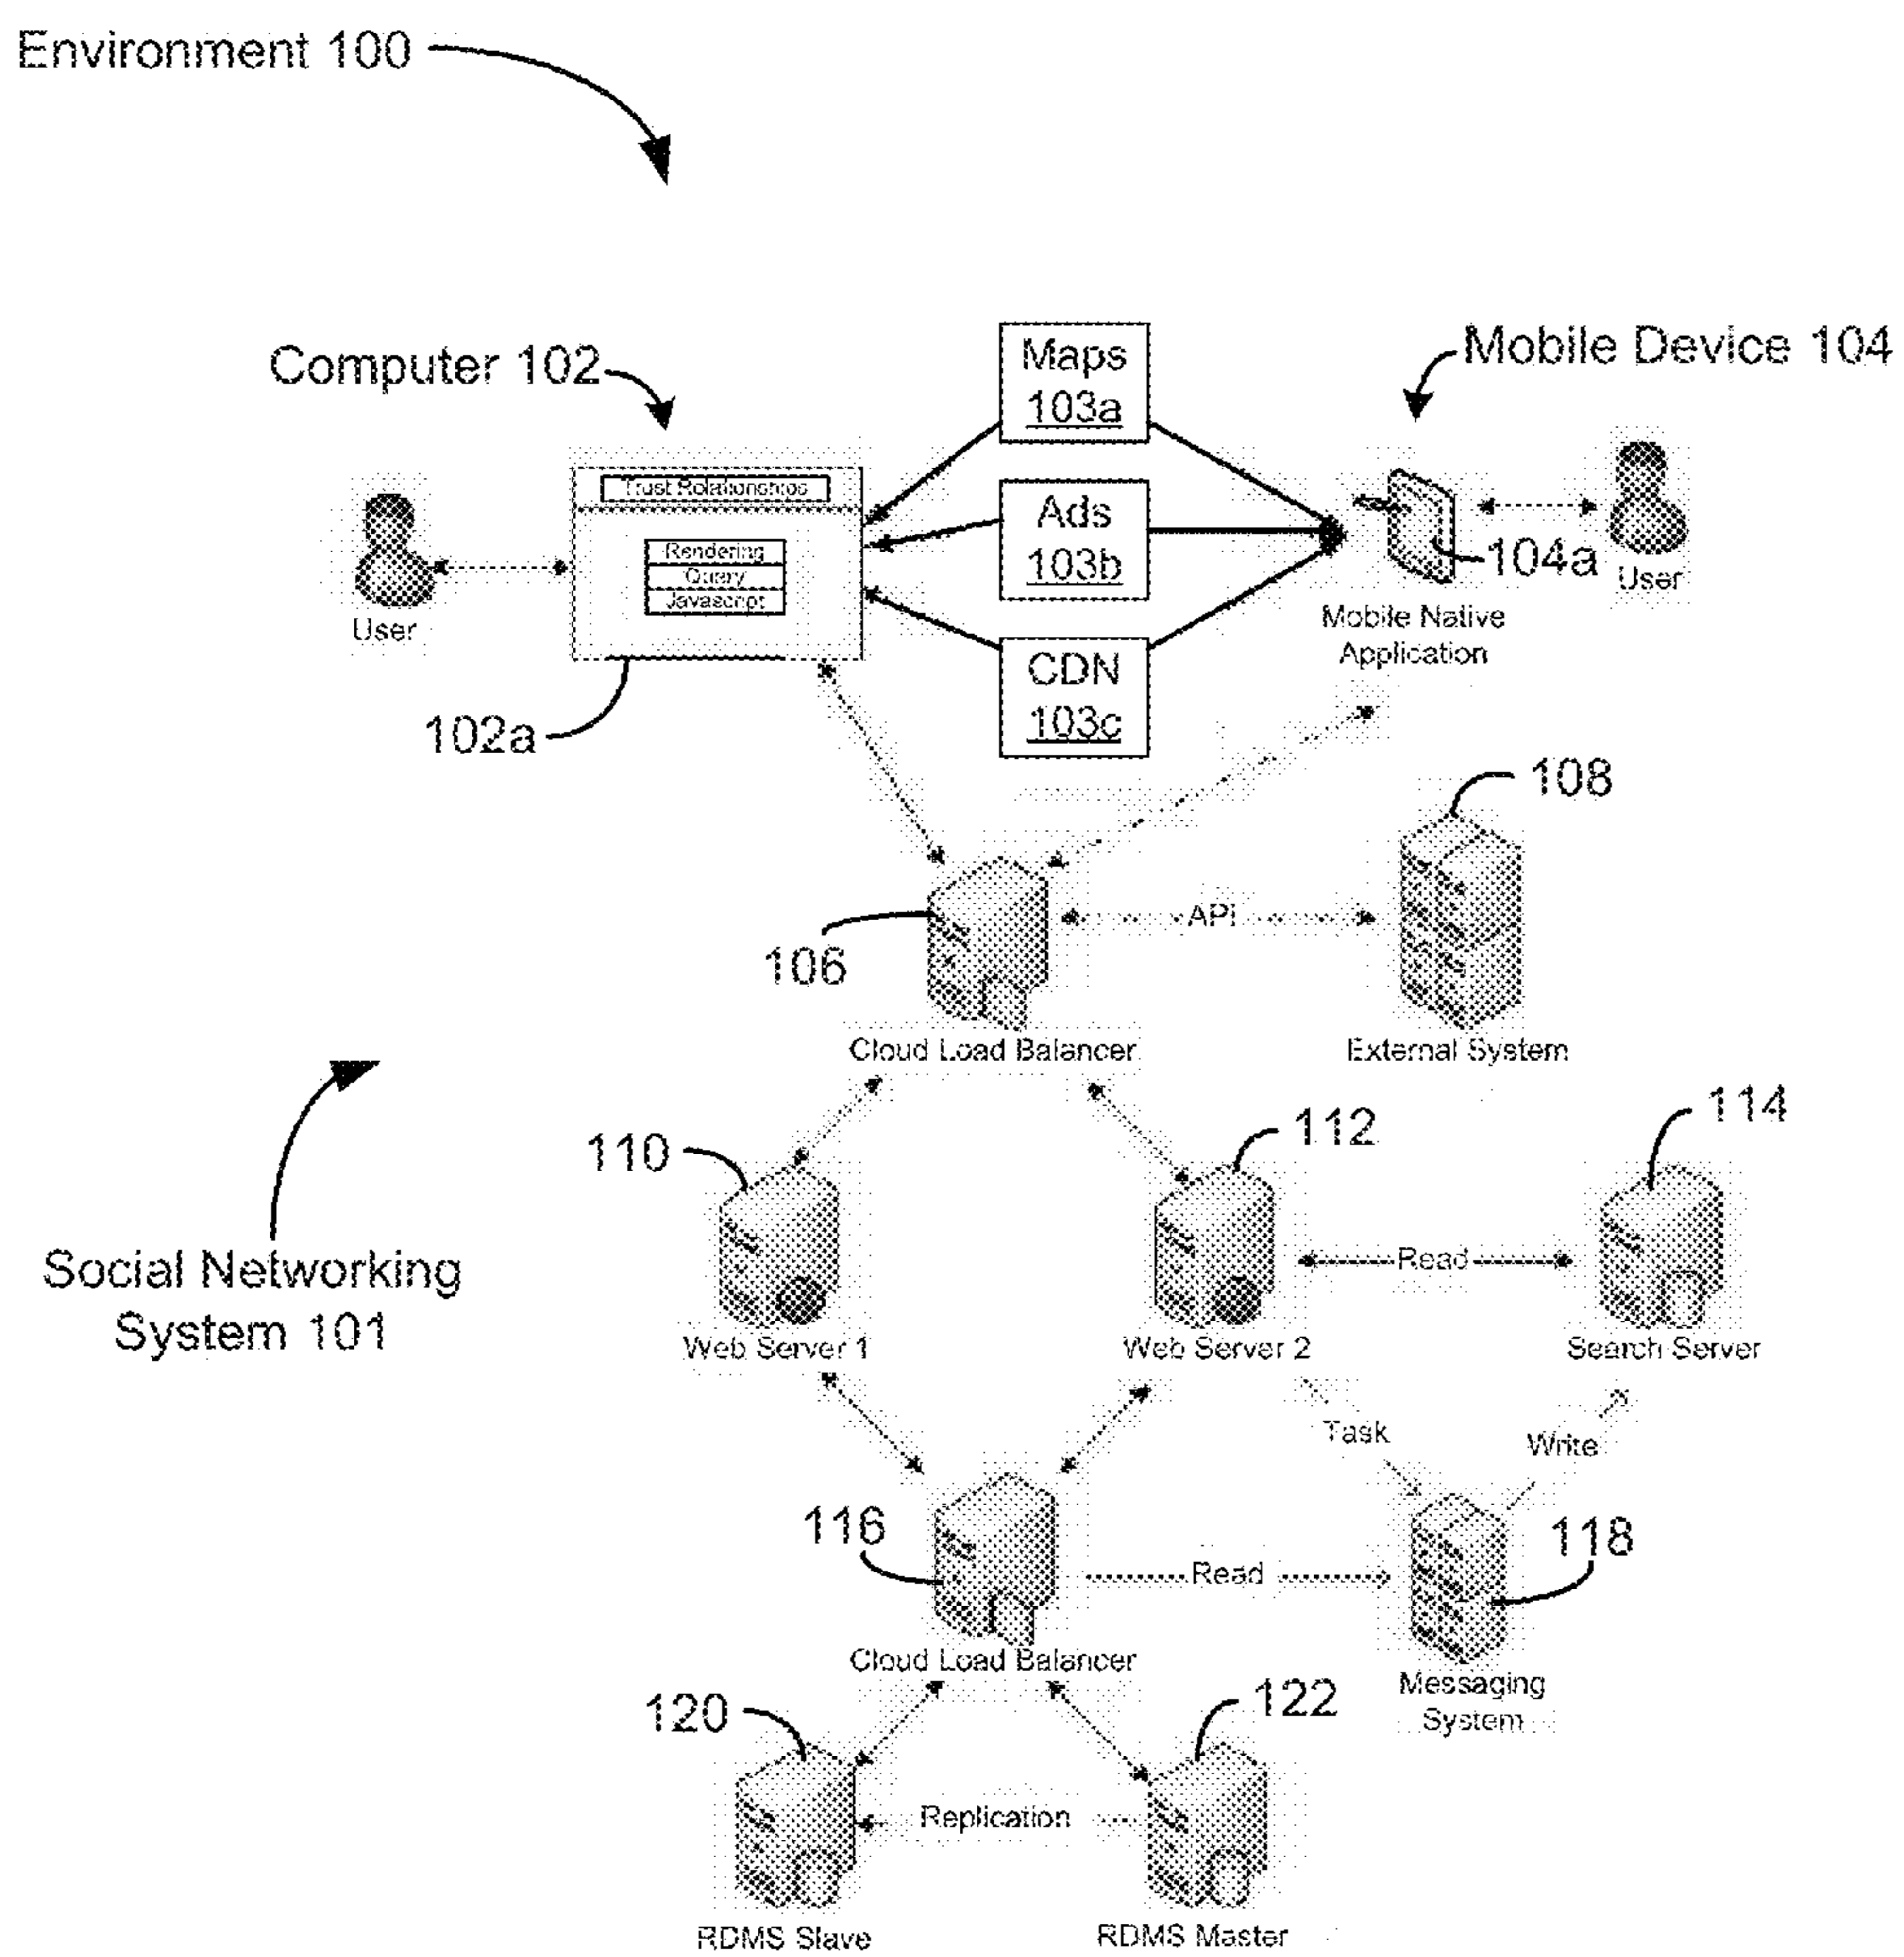 Environment 100
Computer 102
Maps
103a
Mobile Device 104
Trust Relationships
Rendering
Query
Javascript
Ads
103b
104a
User
User
Mobile Native
Application
CDN
103c
102a
108
API
106
Cloud Load Balancer
External System
110
112
114
Read
Social Networking
System 101
Web Server 1
Web Server 2
Search Server
Task
Write
116
118
Read
Cloud Load Balancer
Messaging
System
120
122
Replication
RDMS Slave
RDMS Master